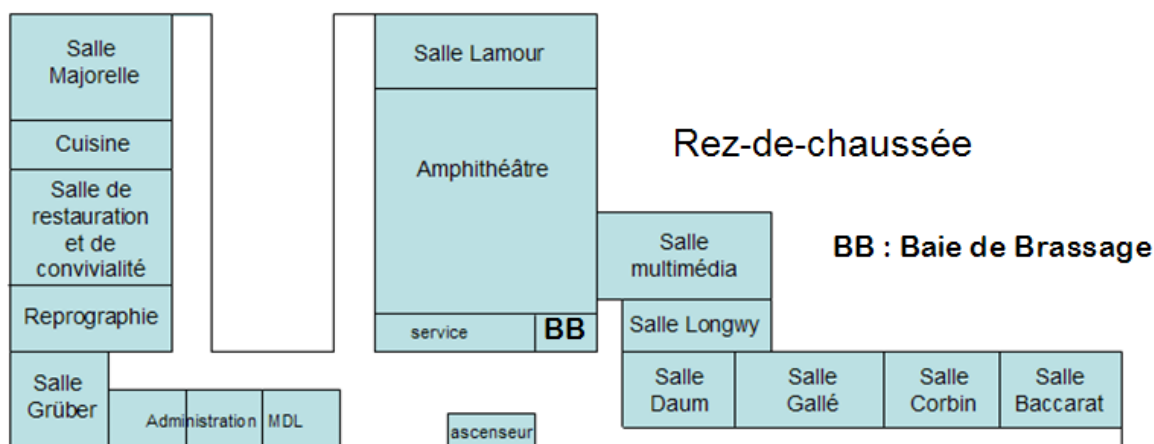 Salle
Majorelle
Cuisine
Salle de
restauration
et de
convivialité
Reprographie
Salle
Grüber
Administration
MDL
Salle Lamour
Amphithéâtre
service
BB
ascenseur
Rez-de-chaussée
BB : Baie de Brassage
Salle
multimédia
Salle Longwy
Salle
Daum
Salle
Gallé
Salle
Corbin
Salle
Baccarat